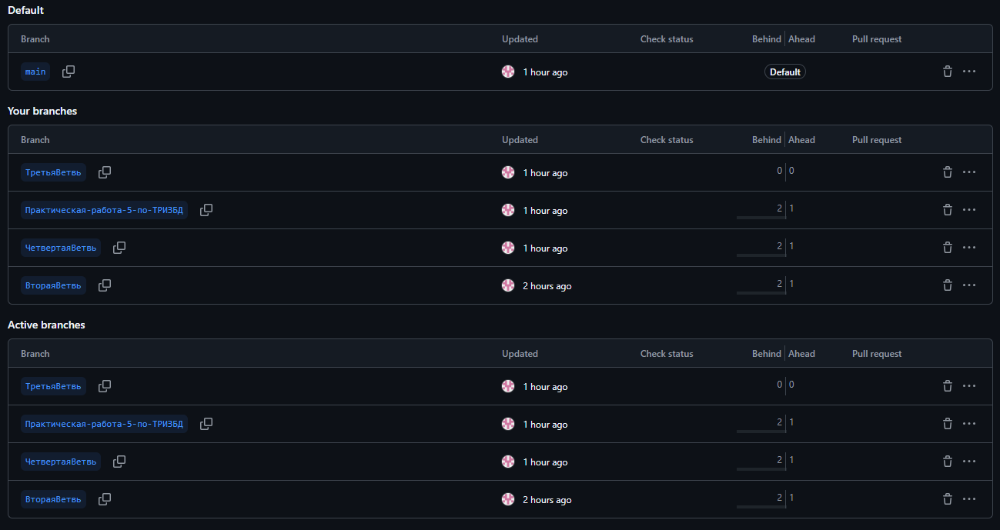 Default
Branch Updated Check status Behind Ahead Pull request
main 1 hour ago Default
Your branches
Branch Updated Check status Behind Ahead Pull request
ТретьяВетвь 1 hour ago 0 0
Практическая-работа-5-по-ТРИЗБД 1 hour ago 2 1
ЧетвертаяВетвь 1 hour ago 2 1
ВтораяВетвь 2 hours ago 2 1
Active branches
Branch Updated Check status Behind Ahead Pull request
ТретьяВетвь 1 hour ago 0 0
Практическая-работа-5-по-ТРИЗБД 1 hour ago 2 1
ЧетвертаяВетвь 1 hour ago 2 1
ВтораяВетвь 2 hours ago 2 1